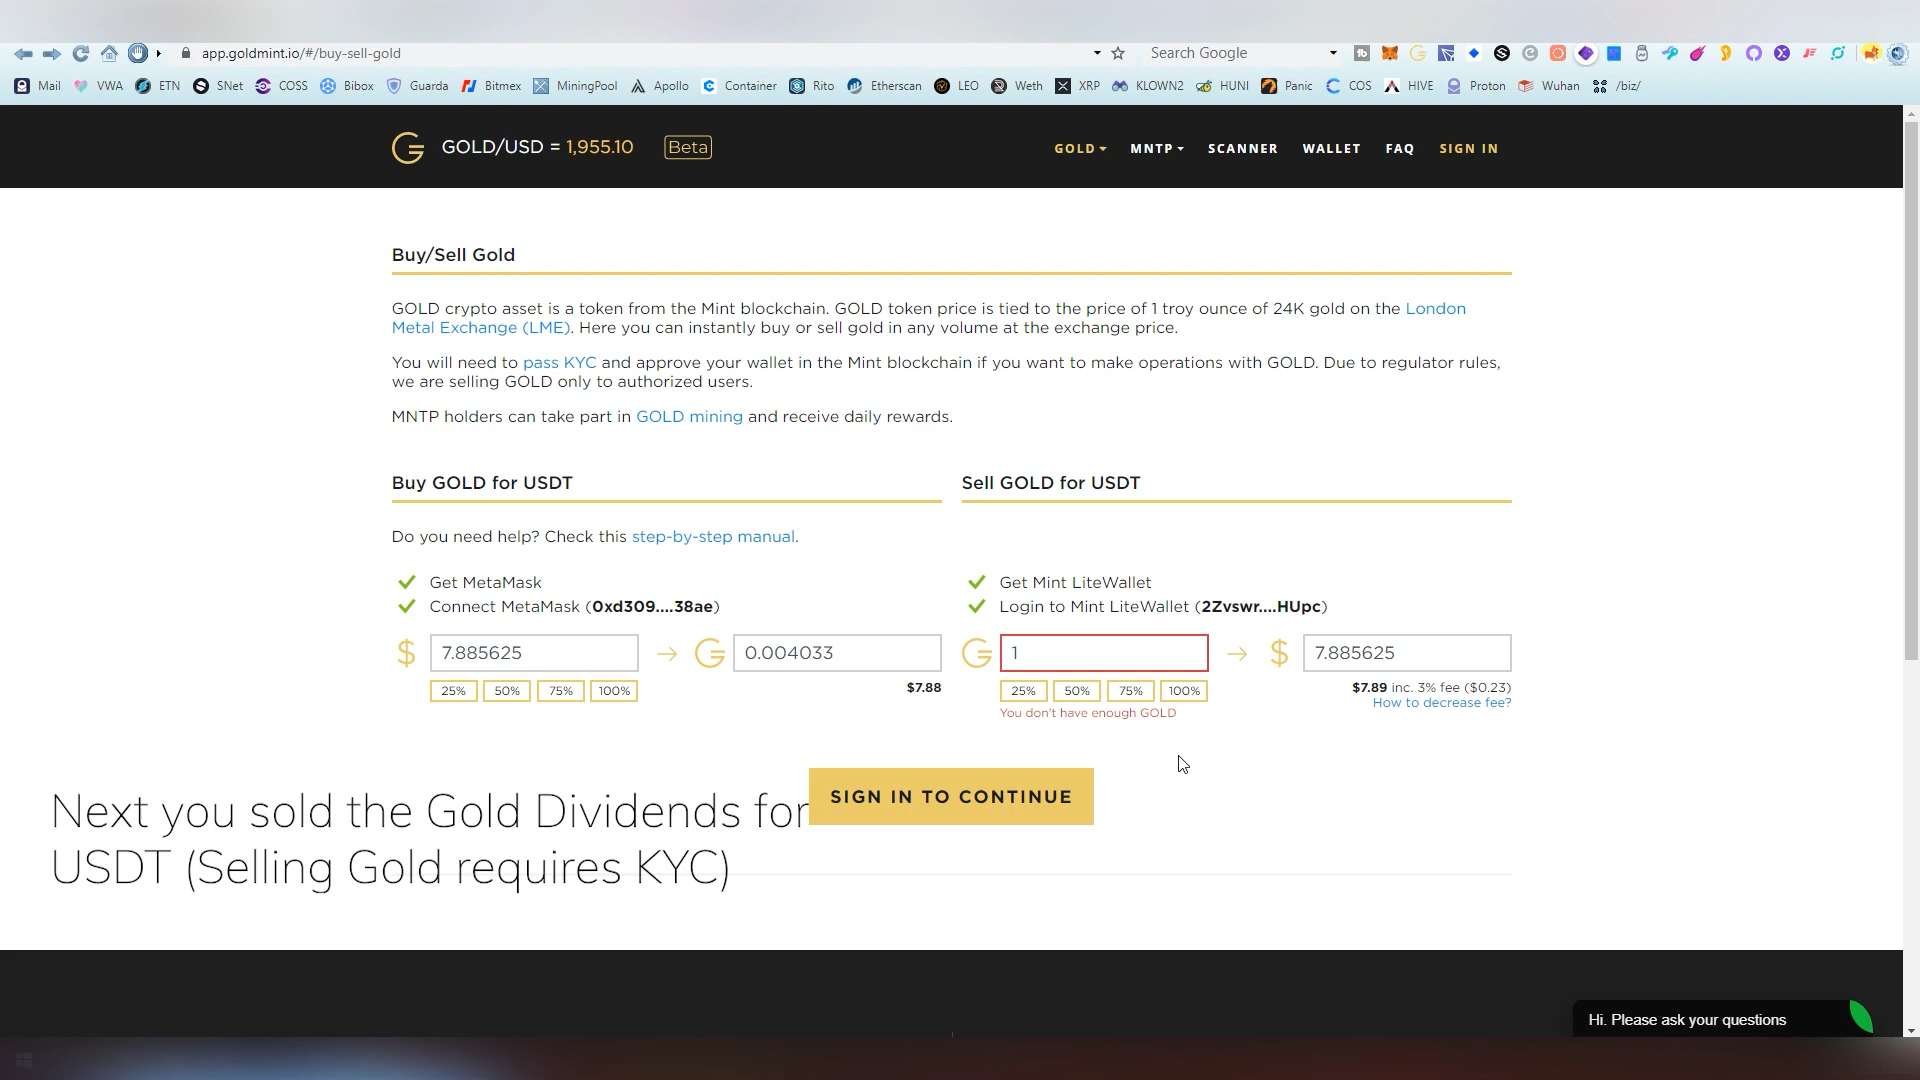 app.goldmint.io/#/buy-sell-gold
Search Google
Mail VWA ETN SNet COSS Bibox Guarda Bitmex MiningPool Apollo Container Rito Etherscan LEO Weth XRP KLOWN2 HUNI Panic COS HIVE Proton Wuhan /biz/
GOLD/USD = 1,955.10 Beta
GOLD MNTP SCANNER WALLET FAQ SIGN IN
Buy/Sell Gold
GOLD crypto asset is a token from the Mint blockchain. GOLD token price is tied to the price of 1 troy ounce of 24K gold on the London
Metal Exchange (LME). Here you can instantly buy or sell gold in any volume at the exchange price.
You will need to pass KYC and approve your wallet in the Mint blockchain if you want to make operations with GOLD. Due to regulator rules,
we are selling GOLD only to authorized users.
MNTP holders can take part in GOLD mining and receive daily rewards.
Buy GOLD for USDT
Do you need help? Check this step-by-step manual.
Get MetaMask
Connect MetaMask (0xd309....38ae)
$ 7.885625 → 0.004033
25% 50% 75% 100%
$7.88
Sell GOLD for USDT
Get Mint LiteWallet
Login to Mint LiteWallet (2Zvswr....HUpc)
1 → $ 7.885625
25% 50% 75% 100%
$7.89 inc. 3% fee ($0.23)
How to decrease fee?
You don't have enough GOLD
SIGN IN TO CONTINUE
Next you sold the Gold Dividends for
USDT (Selling Gold requires KYC)
Hi. Please ask your questions